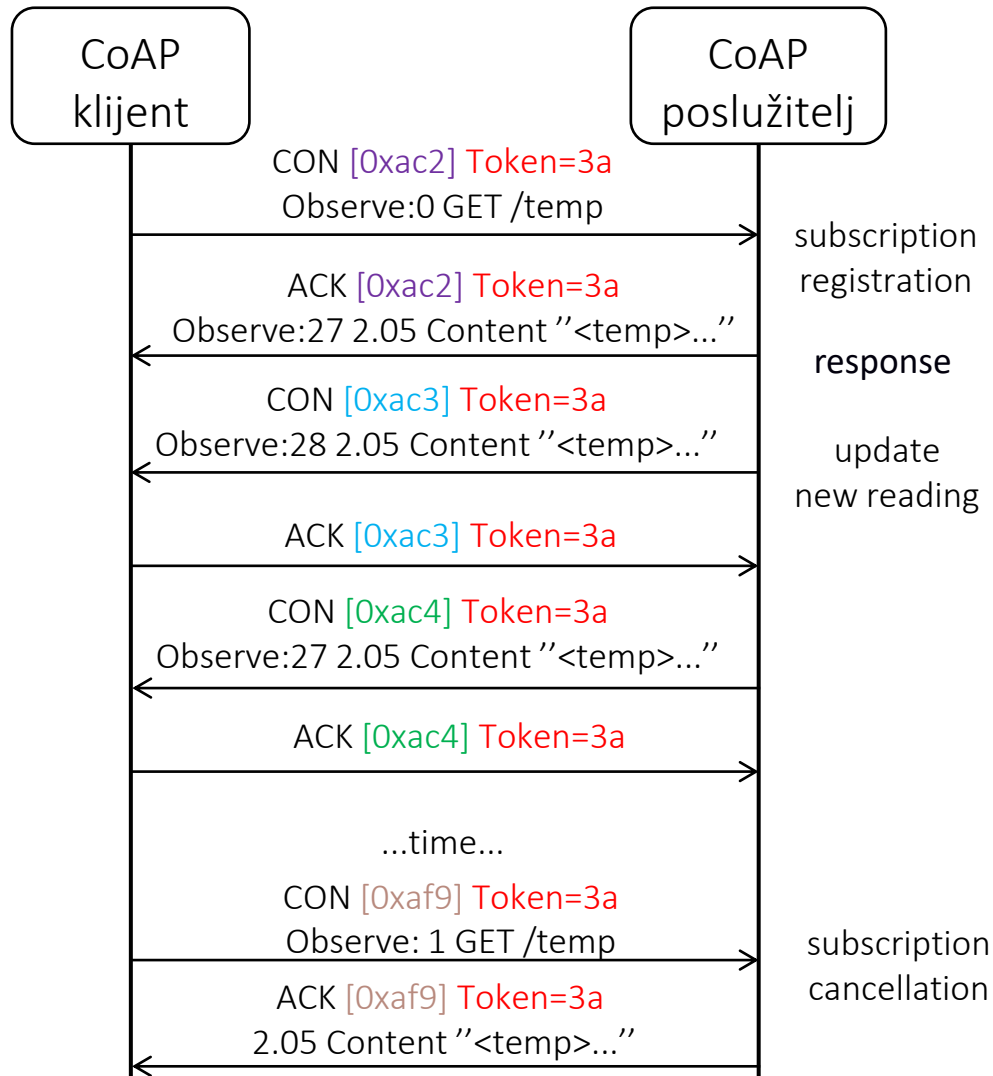 CoAP
klijent
CoAP
poslužitelj
CON [0xac2] Token=3a
Observe:0 GET /temp
subscription
registration
ACK [0xac2] Token=3a
Observe:27 2.05 Content ’’<temp>...’’
response
CON [0xac3] Token=3a
Observe:28 2.05 Content ’’<temp>...’’
update
new reading
ACK [0xac3] Token=3a
CON [0xac4] Token=3a
Observe:27 2.05 Content ’’<temp>...’’
ACK [0xac4] Token=3a
...time...
CON [0xaf9] Token=3a
Observe: 1 GET /temp
subscription
cancellation
ACK [0xaf9] Token=3a
2.05 Content ’’<temp>...’’